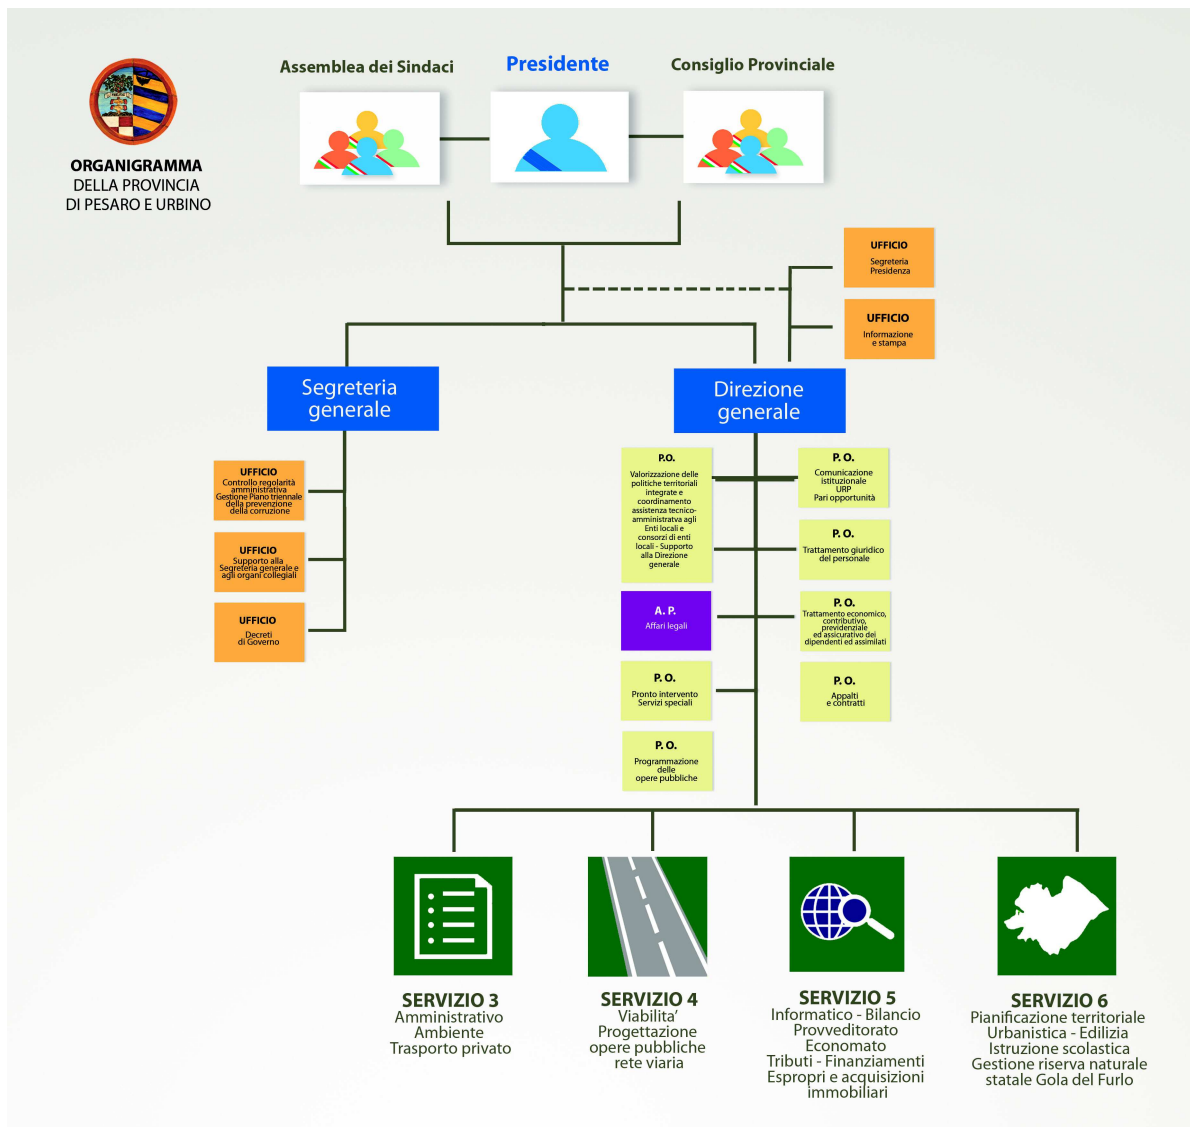 ORGANIGRAMMA
DELLA PROVINCIA
DI PESARO E URBINO
Assemblea dei Sindaci
Presidente
Consiglio Provinciale
UFFICIO
Segreteria
Presidenza
UFFICIO
Informazione
e stampa
Segreteria
generale
Direzione
generale
UFFICIO
Controllo regolarità
amministrativa
Gestione Piano triennale
della prevenzione
della corruzione
UFFICIO
Supporto alla
Segreteria generale e
agli organi collegiali
UFFICIO
Decreti
di Governo
P.O.
Valorizzazione delle
politiche territoriali
integrate e
coordinamento
assistenza tecnico-
amministratva agli
Enti locali e
consorzi di enti
locali - Supporto
alla Direzione
generale
A. P.
Affari legali
P. O.
Pronto intervento
Servizi speciali
P. O.
Programmazione
delle
opere pubbliche
P. O.
Comunicazione
istituzionale
URP
Pari opportunità
P. O.
Trattamento giuridico
del personale
P. O.
Trattamento economico,
contributivo,
previdenziale
ed assicurativo dei
dipendenti ed assimilati
P. O.
Appalti
e contratti
SERVIZIO 3
Amministrativo
Ambiente
Trasporto privato
SERVIZIO 4
Viabilita'
Progettazione
opere pubbliche
rete viaria
SERVIZIO 5
Informatico - Bilancio
Provveditorato
Economato
Tributi - Finanziamenti
Espropri e acquisizioni
immobiliari
SERVIZIO 6
Pianificazione territoriale
Urbanistica - Edilizia
Istruzione scolastica
Gestione riserva naturale
statale Gola del Furlo